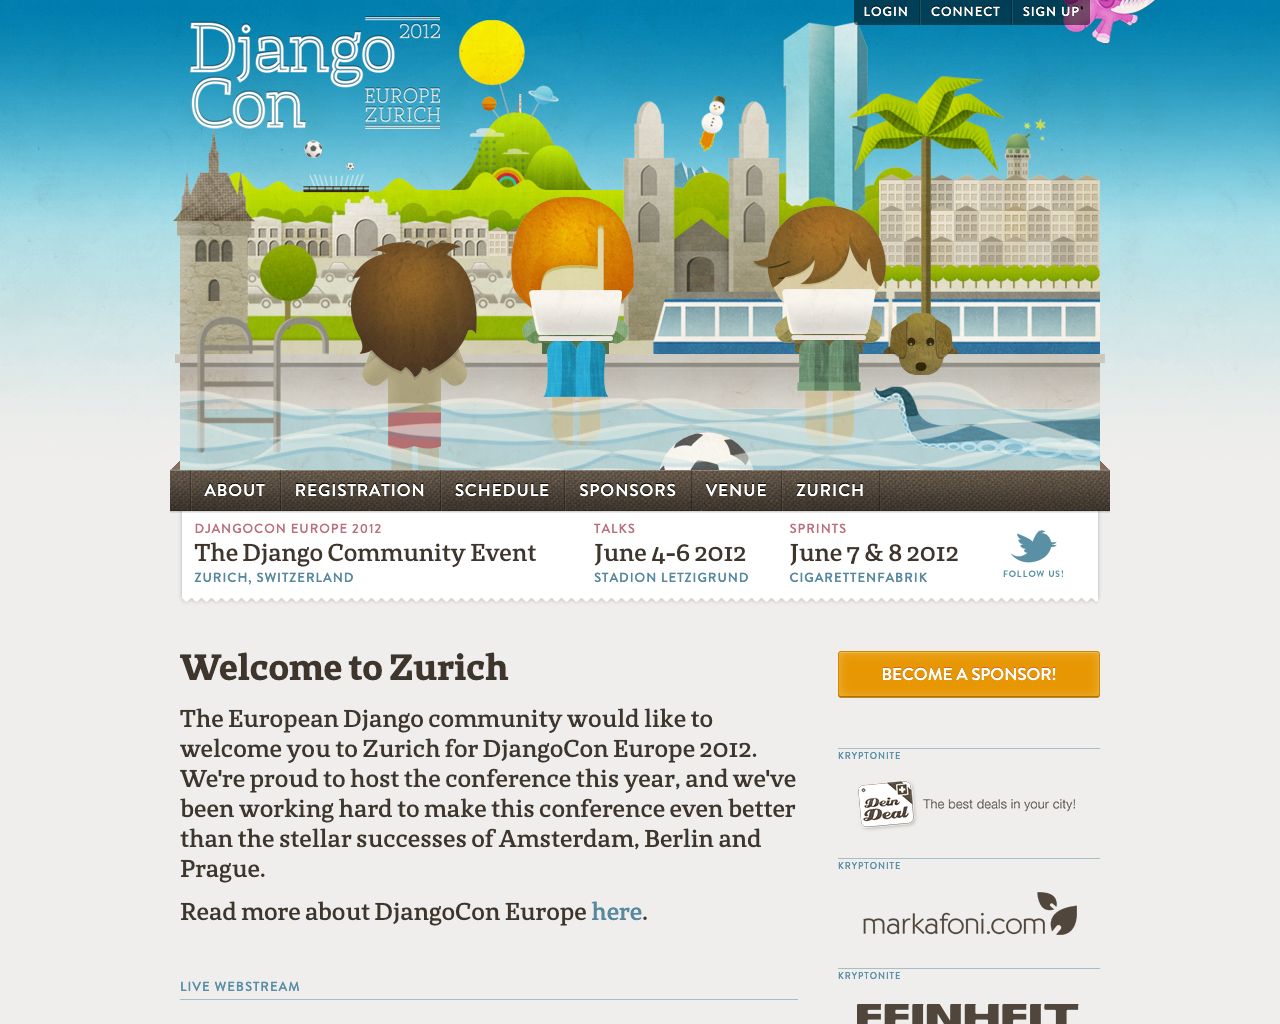 LOGIN
CONNECT
SIGN UP
Django
Con
2012
EUROPE
ZURICH
ABOUT
REGISTRATION
SCHEDULE
SPONSORS
VENUE
ZURICH
DJANGOCON EUROPE 2012
The Django Community Event
ZURICH, SWITZERLAND
TALKS
June 4-6 2012
STADION LETZIGRUND
SPRINTS
June 7 & 8 2012
CIGARETTENFABRIK
FOLLOW US!
Welcome to Zurich
The European Django community would like to
welcome you to Zurich for DjangoCon Europe 2012.
We're proud to host the conference this year, and we've
been working hard to make this conference even better
than the stellar successes of Amsterdam, Berlin and
Prague.
Read more about DjangoCon Europe here.
LIVE WEBSTREAM
BECOME A SPONSOR!
KRYPTONITE
Dein
Deal
The best deals in your city!
KRYPTONITE
markafoni.com
KRYPTONITE
FEINHEIT